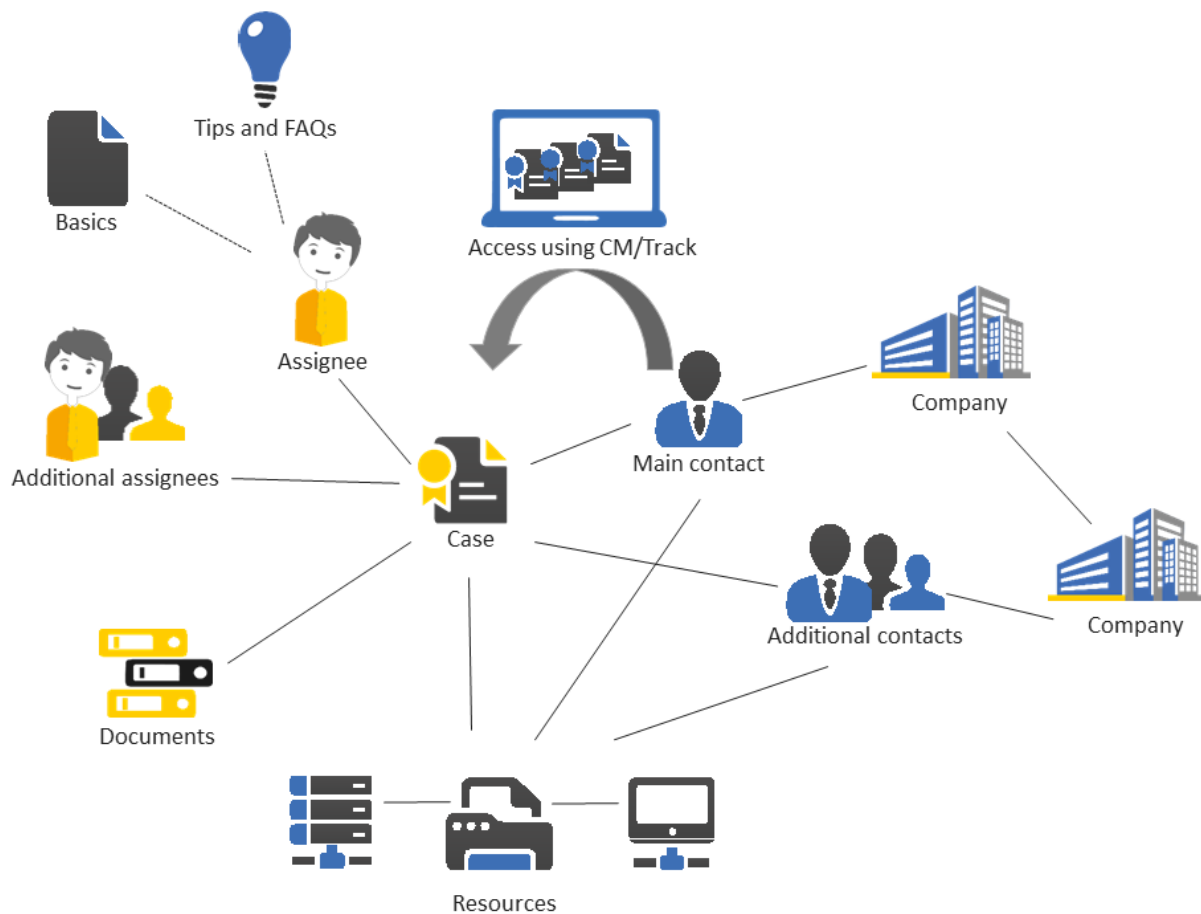 Tips and FAQs
Basics
Access using CM/Track
Assignee
Company
Main contact
Additional assignees
Case
Company
Additional contacts
Documents
Resources